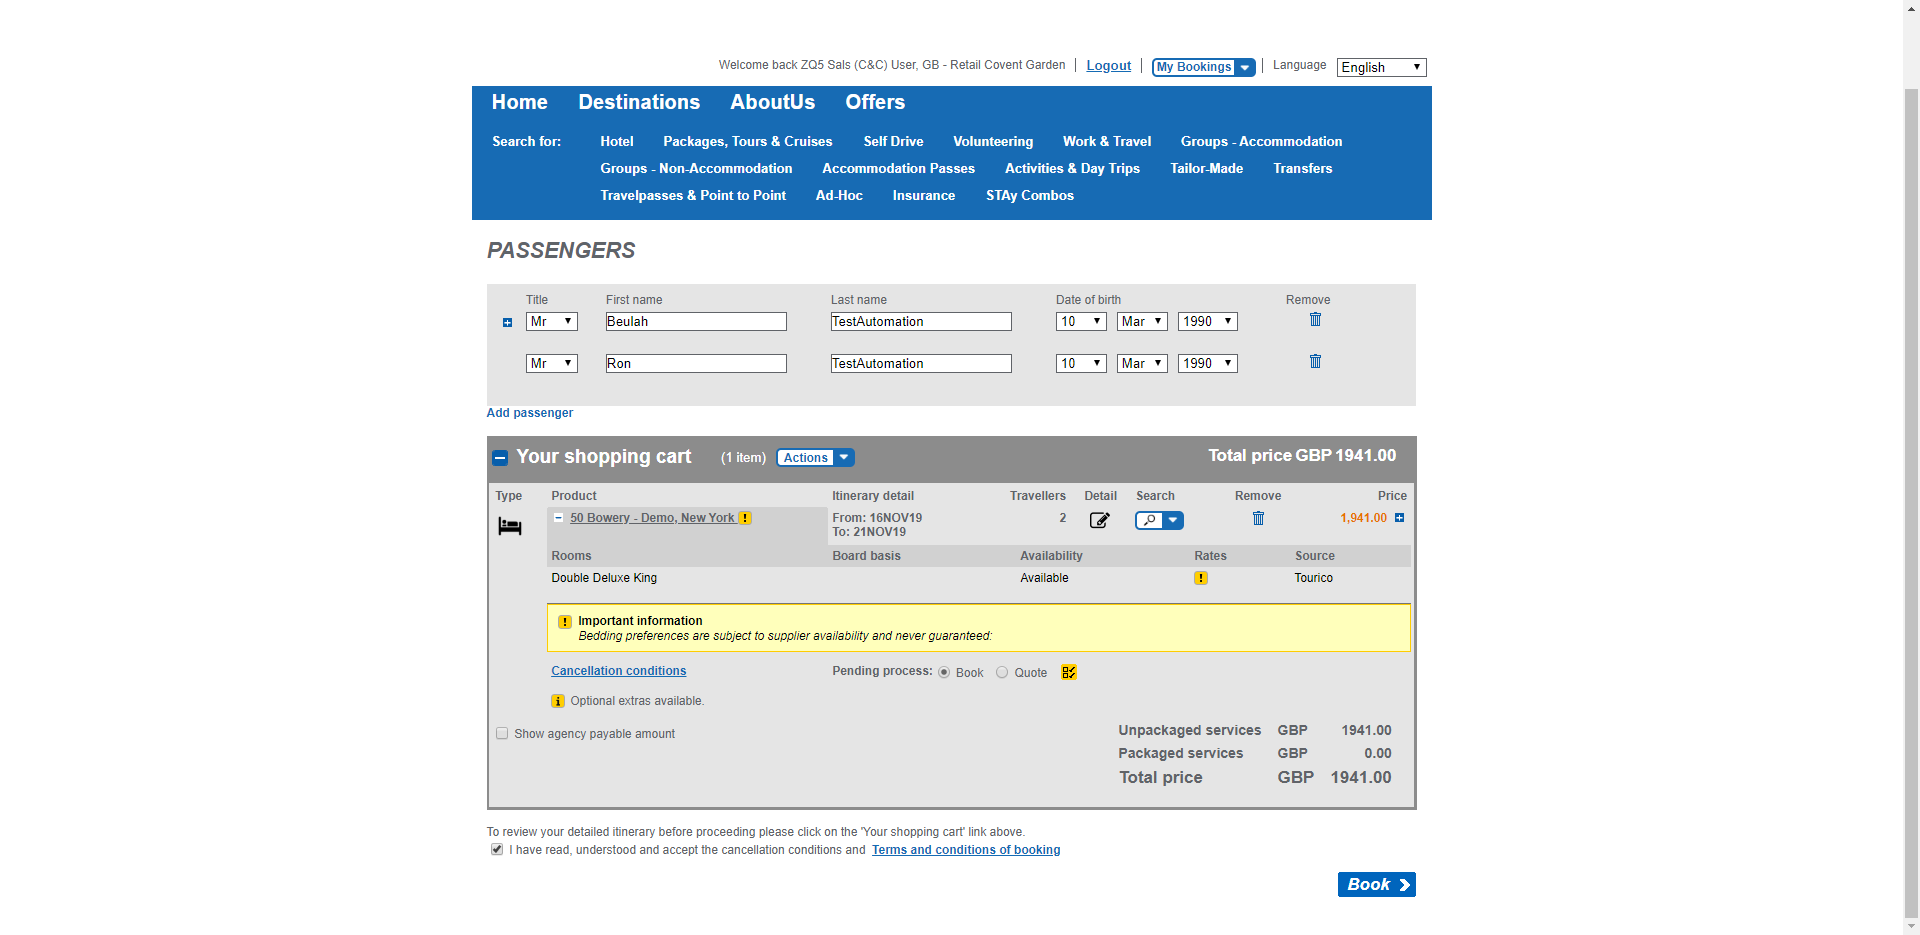 Welcome back ZQ5 Sals (C&C) User, GB - Retail Covent Garden Logout My Bookings Language English
Home Destinations AboutUs Offers
Search for: Hotel Packages, Tours & Cruises Self Drive Volunteering Work & Travel Groups - Accommodation
Groups - Non-Accommodation Accommodation Passes Activities & Day Trips Tailor-Made Transfers
Travelpasses & Point to Point Ad-Hoc Insurance STAy Combos
PASSENGERS
Title First name Last name Date of birth Remove
Mr Beulah TestAutomation 10 Mar 1990
Mr Ron TestAutomation 10 Mar 1990
Add passenger
Your shopping cart (1 item) Actions Total price GBP 1941.00
Type Product Itinerary detail Travellers Detail Search Remove Price
50 Bowery - Demo, New York ! From: 16NOV19 2 1,941.00
To: 21NOV19
Rooms Board basis Availability Rates Source
Double Deluxe King Available ! Tourico
! Important information
Bedding preferences are subject to supplier availability and never guaranteed:
Cancellation conditions Pending process: Book Quote
i Optional extras available.
Show agency payable amount
Unpackaged services GBP 1941.00
Packaged services GBP 0.00
Total price GBP 1941.00
To review your detailed itinerary before proceeding please click on the 'Your shopping cart' link above.
I have read, understood and accept the cancellation conditions and Terms and conditions of booking
Book